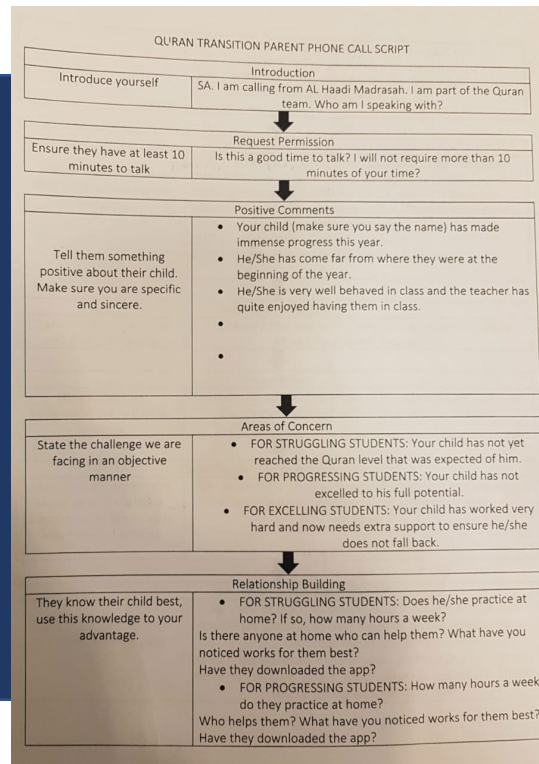 QURAN TRANSITION PARENT PHONE CALL SCRIPT
Introduction
Introduce yourself
SA. I am calling from AL Haadi Madrasah. I am part of the Quran
team. Who am I speaking with?
Request Permission
Ensure they have at least 10
minutes to talk
Is this a good time to talk? I will not require more than 10
minutes of your time?
Positive Comments
Tell them something
positive about their child.
Make sure you are specific
and sincere.
• Your child (make sure you say the name) has made
immense progress this year.
• He/She has come far from where they were at the
beginning of the year.
• He/She is very well behaved in class and the teacher has
quite enjoyed having them in class.
•
•
Areas of Concern
State the challenge we are
facing in an objective
manner
• FOR STRUGGLING STUDENTS: Your child has not yet
reached the Quran level that was expected of him.
• FOR PROGRESSING STUDENTS: Your child has not
excelled to his full potential.
• FOR EXCELLING STUDENTS: Your child has worked very
hard and now needs extra support to ensure he/she
does not fall back.
Relationship Building
They know their child best,
use this knowledge to your
advantage.
• FOR STRUGGLING STUDENTS: Does he/she practice at
home? If so, how many hours a week?
Is there anyone at home who can help them? What have you
noticed works for them best?
Have they downloaded the app?
• FOR PROGRESSING STUDENTS: How many hours a week
do they practice at home?
Who helps them? What have you noticed works for them best?
Have they downloaded the app?